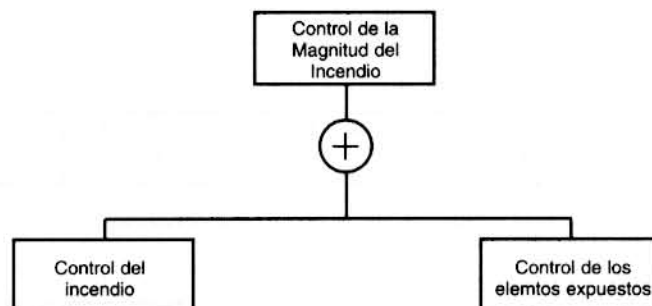 Control de la
Magnitud del
Incendio
Control del
incendio
Control de los
elemtos expuestos